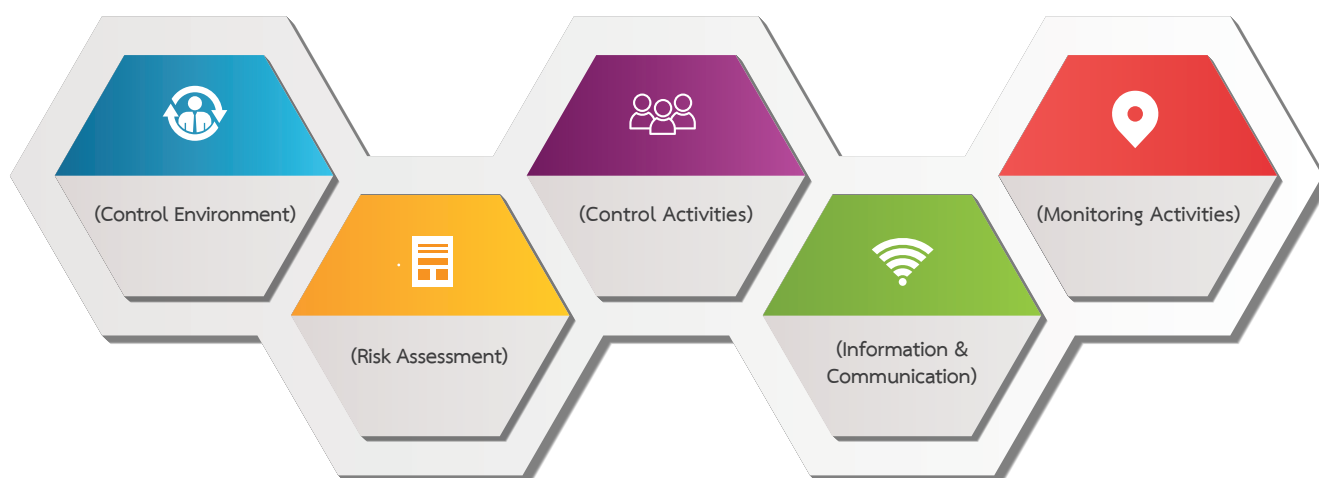 (Control Environment)
(Risk Assessment)
(Control Activities)
(Information &
Communication)
(Monitoring Activities)